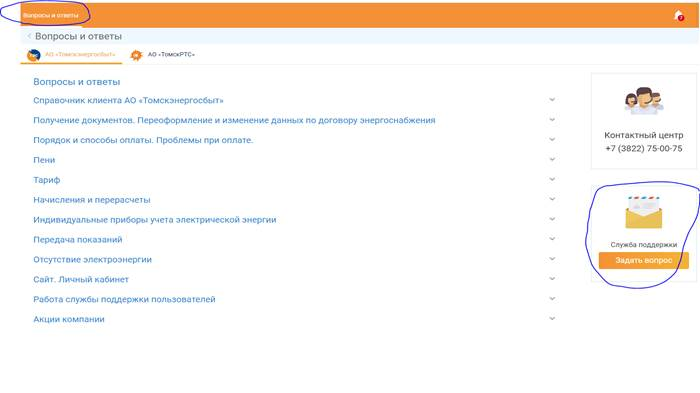 Вопросы и ответы
Вопросы и ответы
АО «Томскэнергосбыт»
АО «ТомскРТС»
Вопросы и ответы
Справочник клиента АО «Томскэнергосбыт»
Получение документов. Переоформление и изменение данных по договору энергоснабжения
Порядок и способы оплаты. Проблемы при оплате.
Пени
Тариф
Начисления и перерасчеты
Индивидуальные приборы учета электрической энергии
Передача показаний
Отсутствие электроэнергии
Сайт. Личный кабинет
Работа службы поддержки пользователей
Акции компании
Контактный центр
+7 (3822) 75-00-75
Служба поддержки
Задать вопрос